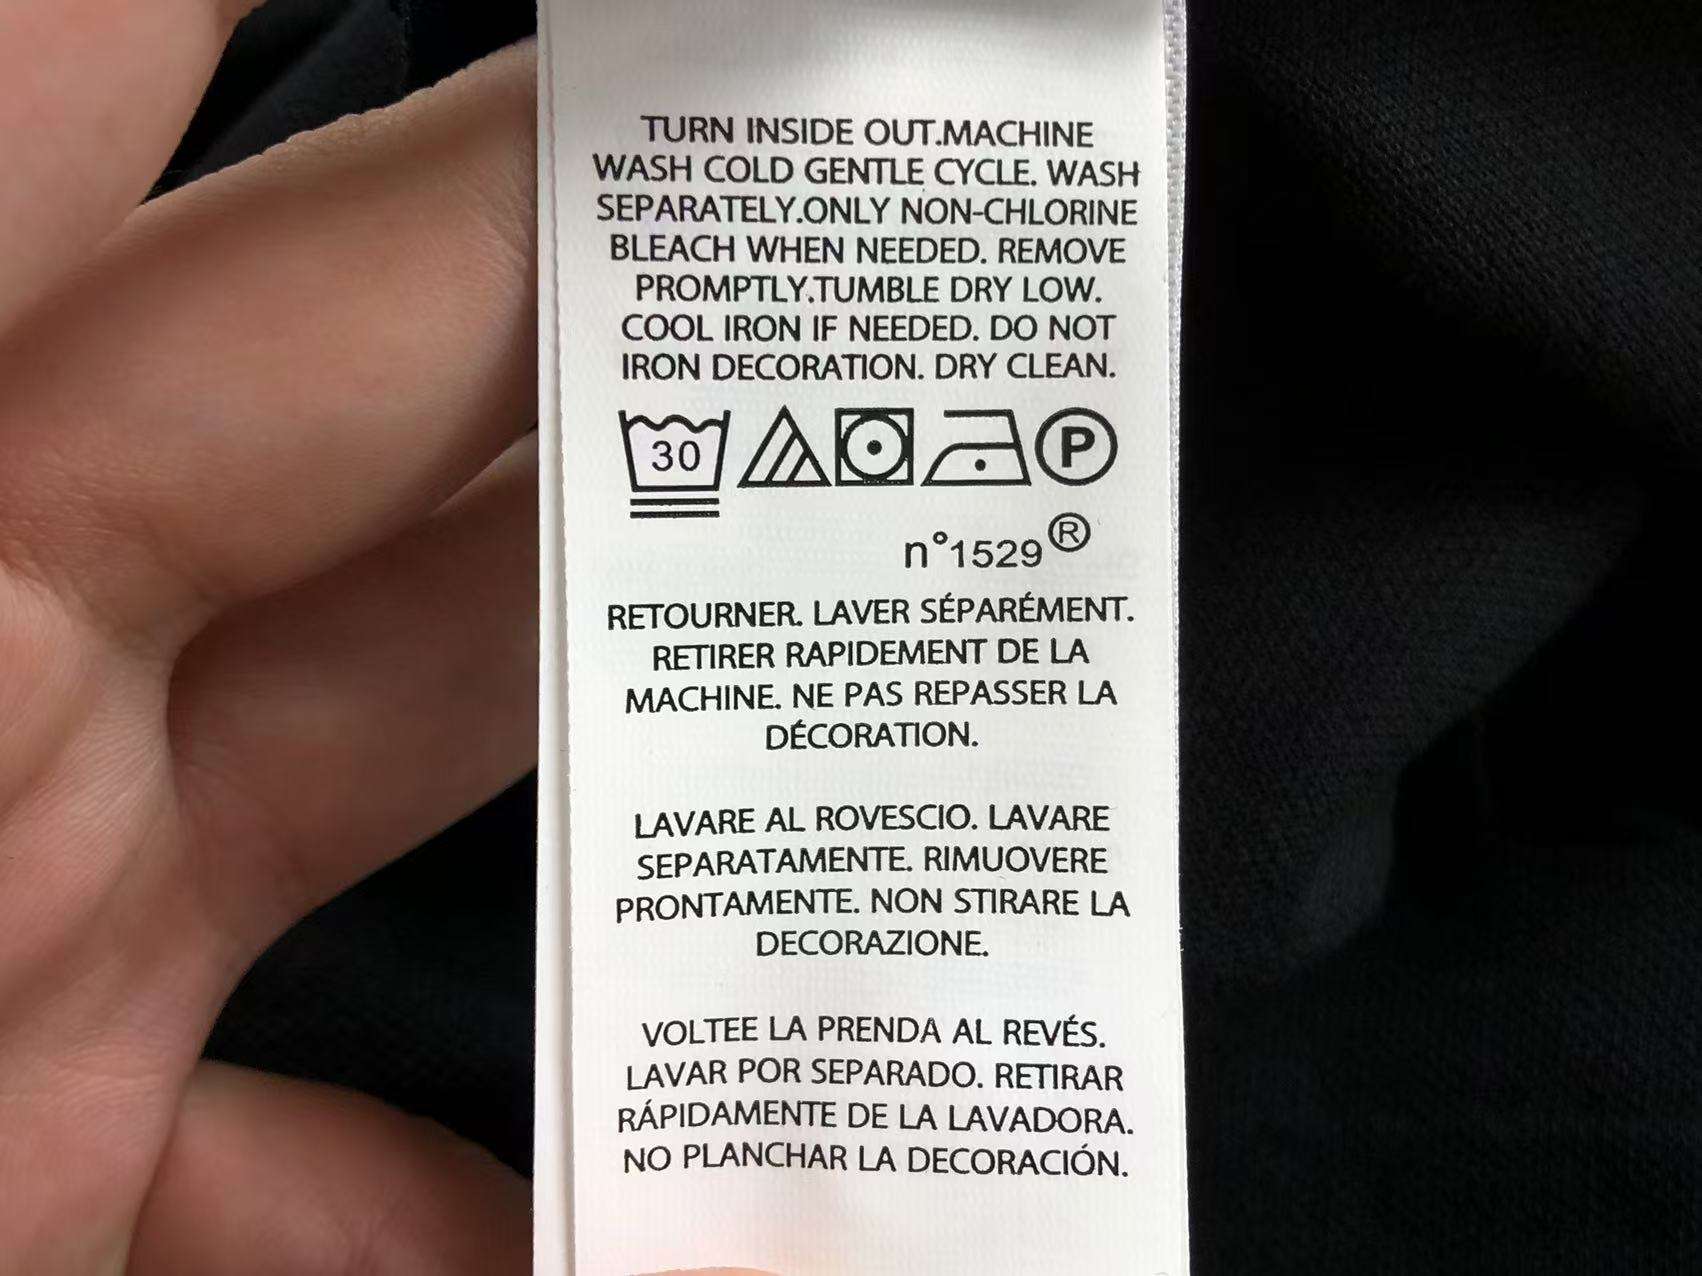 TURN INSIDE OUT.MACHINE
WASH COLD GENTLE CYCLE. WASH
SEPARATELY.ONLY NON-CHLORINE
BLEACH WHEN NEEDED. REMOVE
PROMPTLY.TUMBLE DRY LOW.
COOL IRON IF NEEDED. DO NOT
IRON DECORATION. DRY CLEAN.
30 P
n°1529®
RETOURNER. LAVER SÉPARÉMENT.
RETIRER RAPIDEMENT DE LA
MACHINE. NE PAS REPASSER LA
DÉCORATION.
LAVARE AL ROVESCIO. LAVARE
SEPARATAMENTE. RIMUOVERE
PRONTAMENTE. NON STIRARE LA
DECORAZIONE.
VOLTEE LA PRENDA AL REVÉS.
LAVAR POR SEPARADO. RETIRAR
RÁPIDAMENTE DE LA LAVADORA.
NO PLANCHAR LA DECORACIÓN.